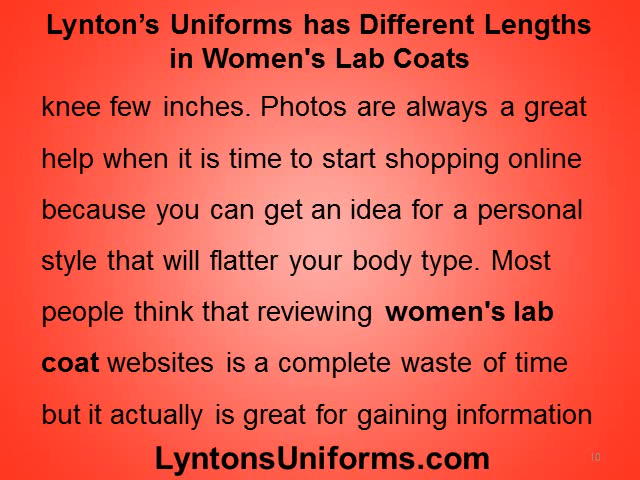 Lynton’s Uniforms has Different Lengths
in Women's Lab Coats
knee few inches. Photos are always a great
help when it is time to start shopping online
because you can get an idea for a personal
style that will flatter your body type. Most
people think that reviewing women's lab
coat websites is a complete waste of time
but it actually is great for gaining information
LyntonsUniforms.com
10